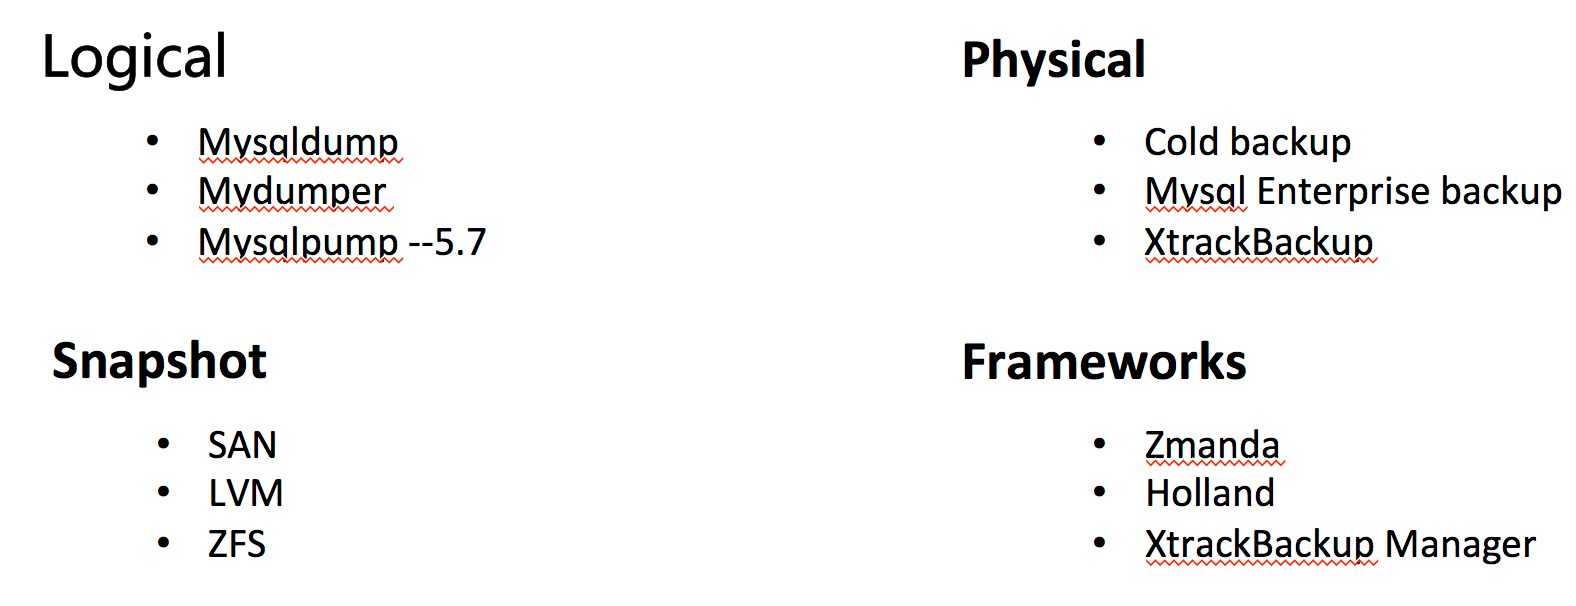 Logical
• Mysqldump
• Mydumper
• Mysqlpump --5.7
Physical
• Cold backup
• Mysql Enterprise backup
• XtrackBackup
Snapshot
• SAN
• LVM
• ZFS
Frameworks
• Zmanda
• Holland
• XtrackBackup Manager